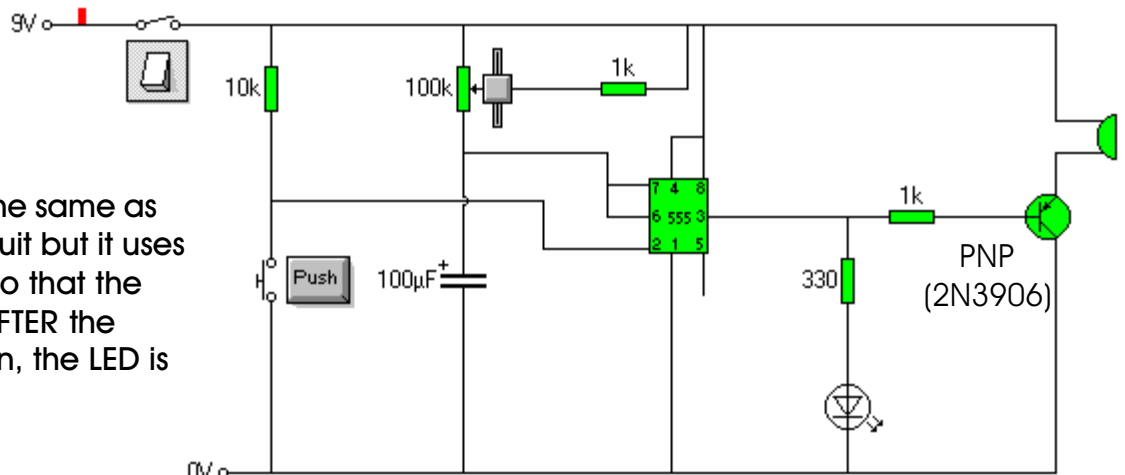 9V
1k
10k
100k
7 4 8
6 555 3
2 1 5
1k
he same as
uit but it uses
o that the
FTER the
n, the LED is
Push
100µF
+
330
PNP
(2N3906)
0V